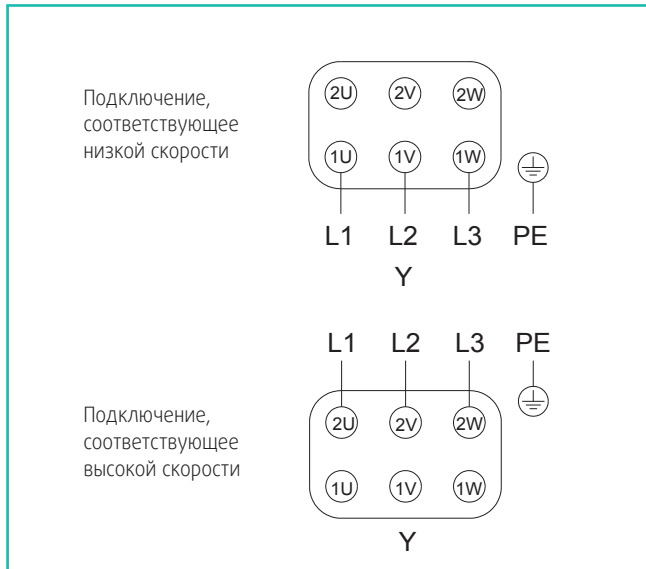 Подключение,
соответствующее
низкой скорости
2U 2V 2W
1U 1V 1W
L1 L2 L3 PE
Y
L1 L2 L3 PE
Подключение,
соответствующее
высокой скорости
2U 2V 2W
1U 1V 1W
Y